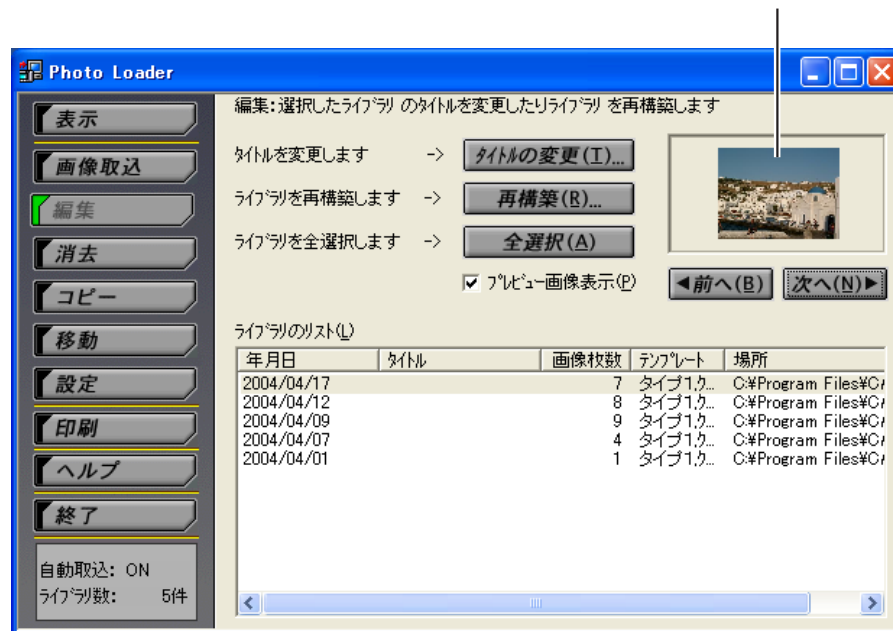 Photo Loader
表示
画像取込
編集
消去
コピー
移動
設定
印刷
ヘルプ
終了
自動取込: ON
ﾗｲﾌﾞﾗﾘ数: 5件
編集:選択したﾗｲﾌﾞﾗﾘ のﾀｲﾄﾙを変更したりﾗｲﾌﾞﾗﾘ を再構築します
ﾀｲﾄﾙを変更します -> ﾀｲﾄﾙの変更(T)...
ﾗｲﾌﾞﾗﾘを再構築します -> 再構築(R)...
ﾗｲﾌﾞﾗﾘを全選択します -> 全選択(A)
ﾌﾟﾚﾋﾞｭｰ画像表示(P) ◀前へ(B) 次へ(N)▶
ﾗｲﾌﾞﾗﾘのﾘｽﾄ(L)
年月日 ﾀｲﾄﾙ 画像枚数 ﾃﾝﾌﾟﾚｰﾄ 場所
2004/04/17 7 タイプ1,ｸ... C:¥Program Files¥C
2004/04/12 8 タイプ1,ｸ... C:¥Program Files¥C
2004/04/09 9 タイプ1,ｸ... C:¥Program Files¥C
2004/04/07 4 タイプ1,ｸ... C:¥Program Files¥C
2004/04/01 1 タイプ1,ｸ... C:¥Program Files¥C